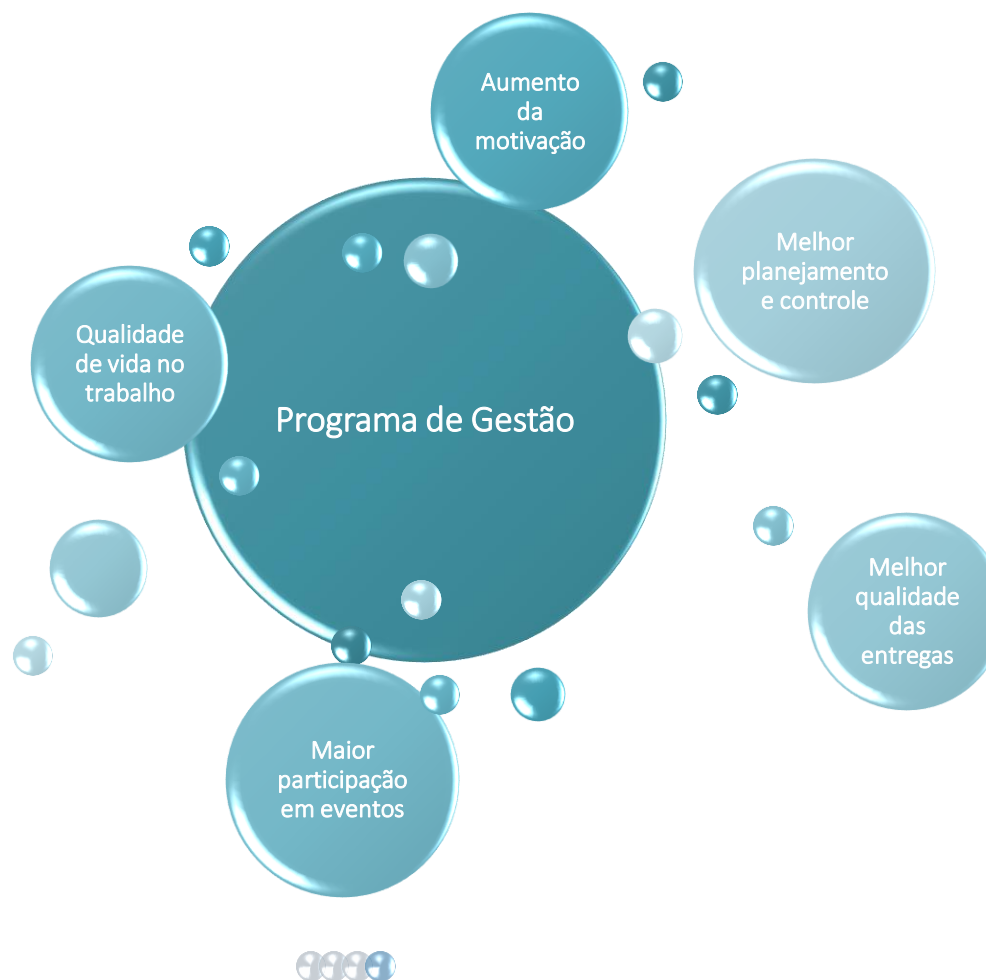 Aumento
da
motivação
Melhor
planejamento
e controle
Qualidade
de vida no
trabalho
Programa de Gestão
Melhor
qualidade
das
entregas
Maior
participação
em eventos